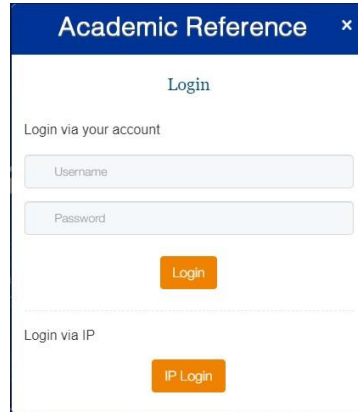 Academic Reference ×
Login
Login via your account
Username
Password
Login
Login via IP
IP Login